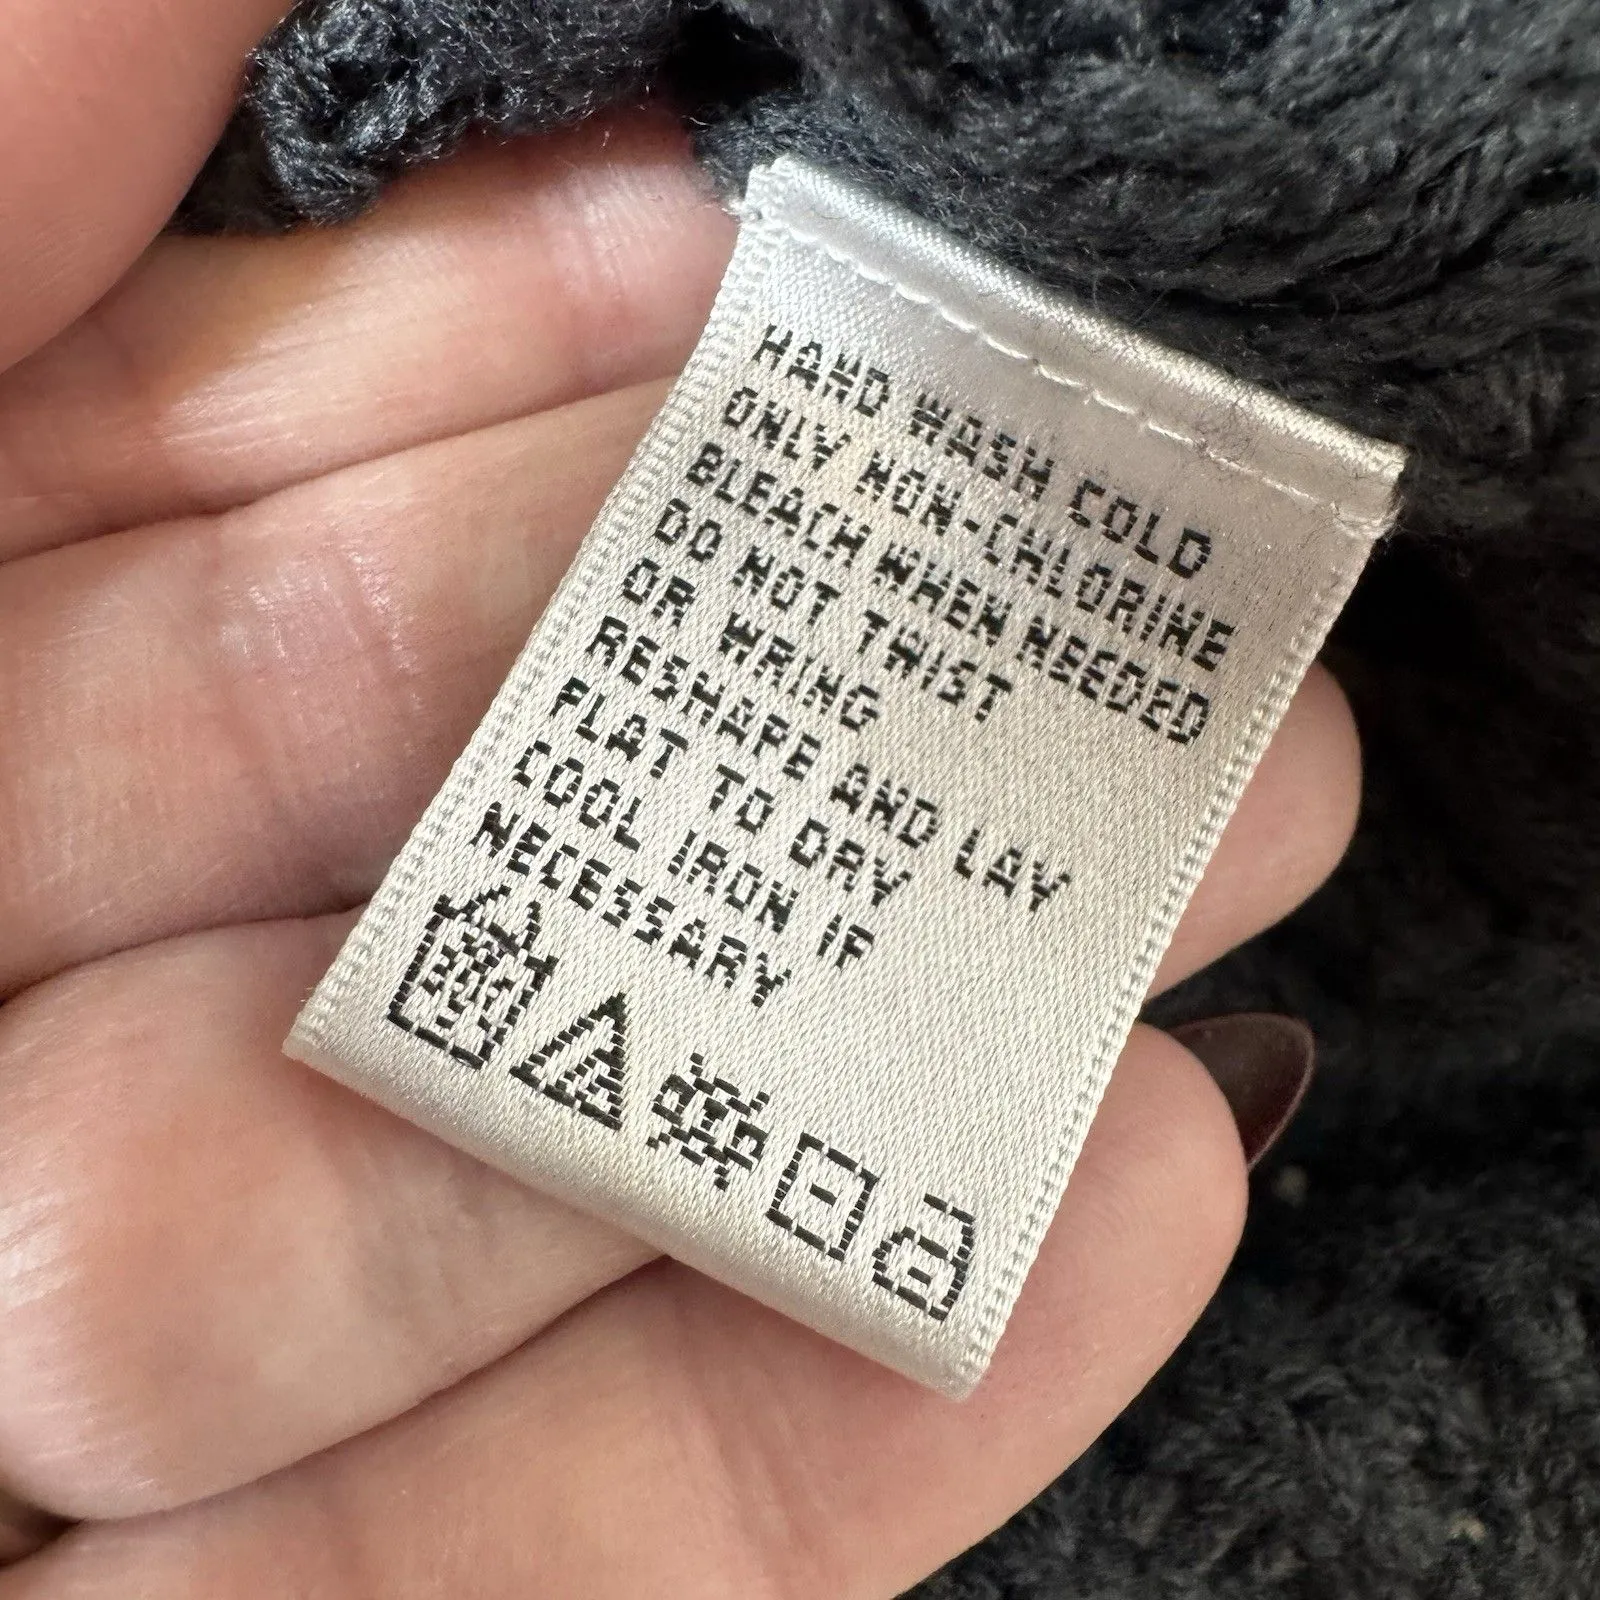 HAND WASH COLD
ONLY NON-CHLORINE
BLEACH WHEN NEEDED
DO NOT TWIST
OR WRING
RESHAPE AND LAY
FLAT TO DRY
COOL IRON IF
NECESSARY